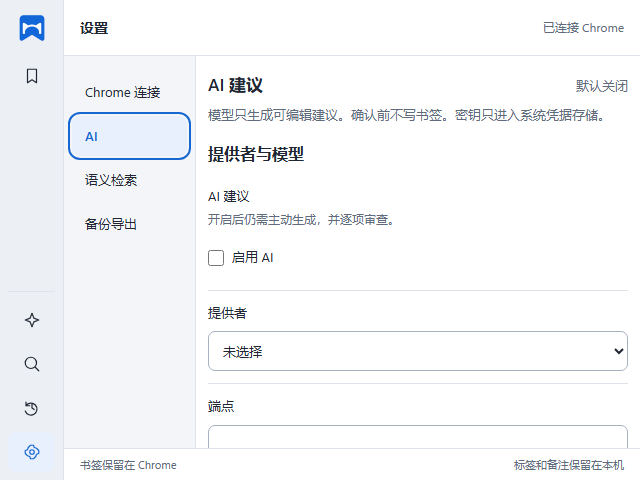 设置
已连接 Chrome
Chrome 连接
AI
语义检索
备份导出
AI 建议
默认关闭
模型只生成可编辑建议。确认前不写书签。密钥只进入系统凭据存储。
提供者与模型
AI 建议
开启后仍需主动生成，并逐项审查。
启用 AI
提供者
未选择
端点
书签保留在 Chrome
标签和备注保留在本机